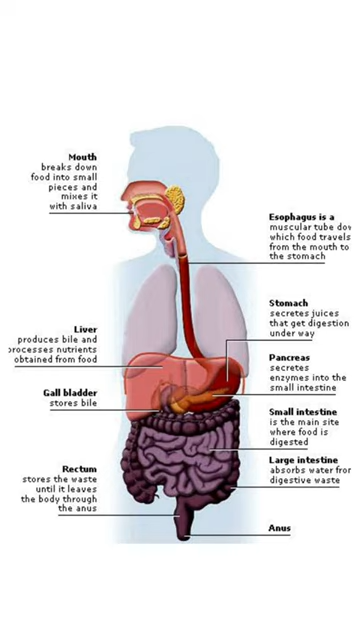 Mouth
breaks down
food into small
pieces and
mixes it
with saliva
Esophagus is a
muscular tube dow
which food travels
from the mouth to
the stomach
Stomach
secretes juices
that get digestion
under way
Liver
produces bile and
processes nutrients
obtained from food
Pancreas
secretes
enzymes into the
small intestine
Gall bladder
stores bile
Small intestine
is the main site
where food is
digested
Large intestine
absorbs water from
digestive waste
Rectum
stores the waste
until it leaves
the body through
the anus
Anus